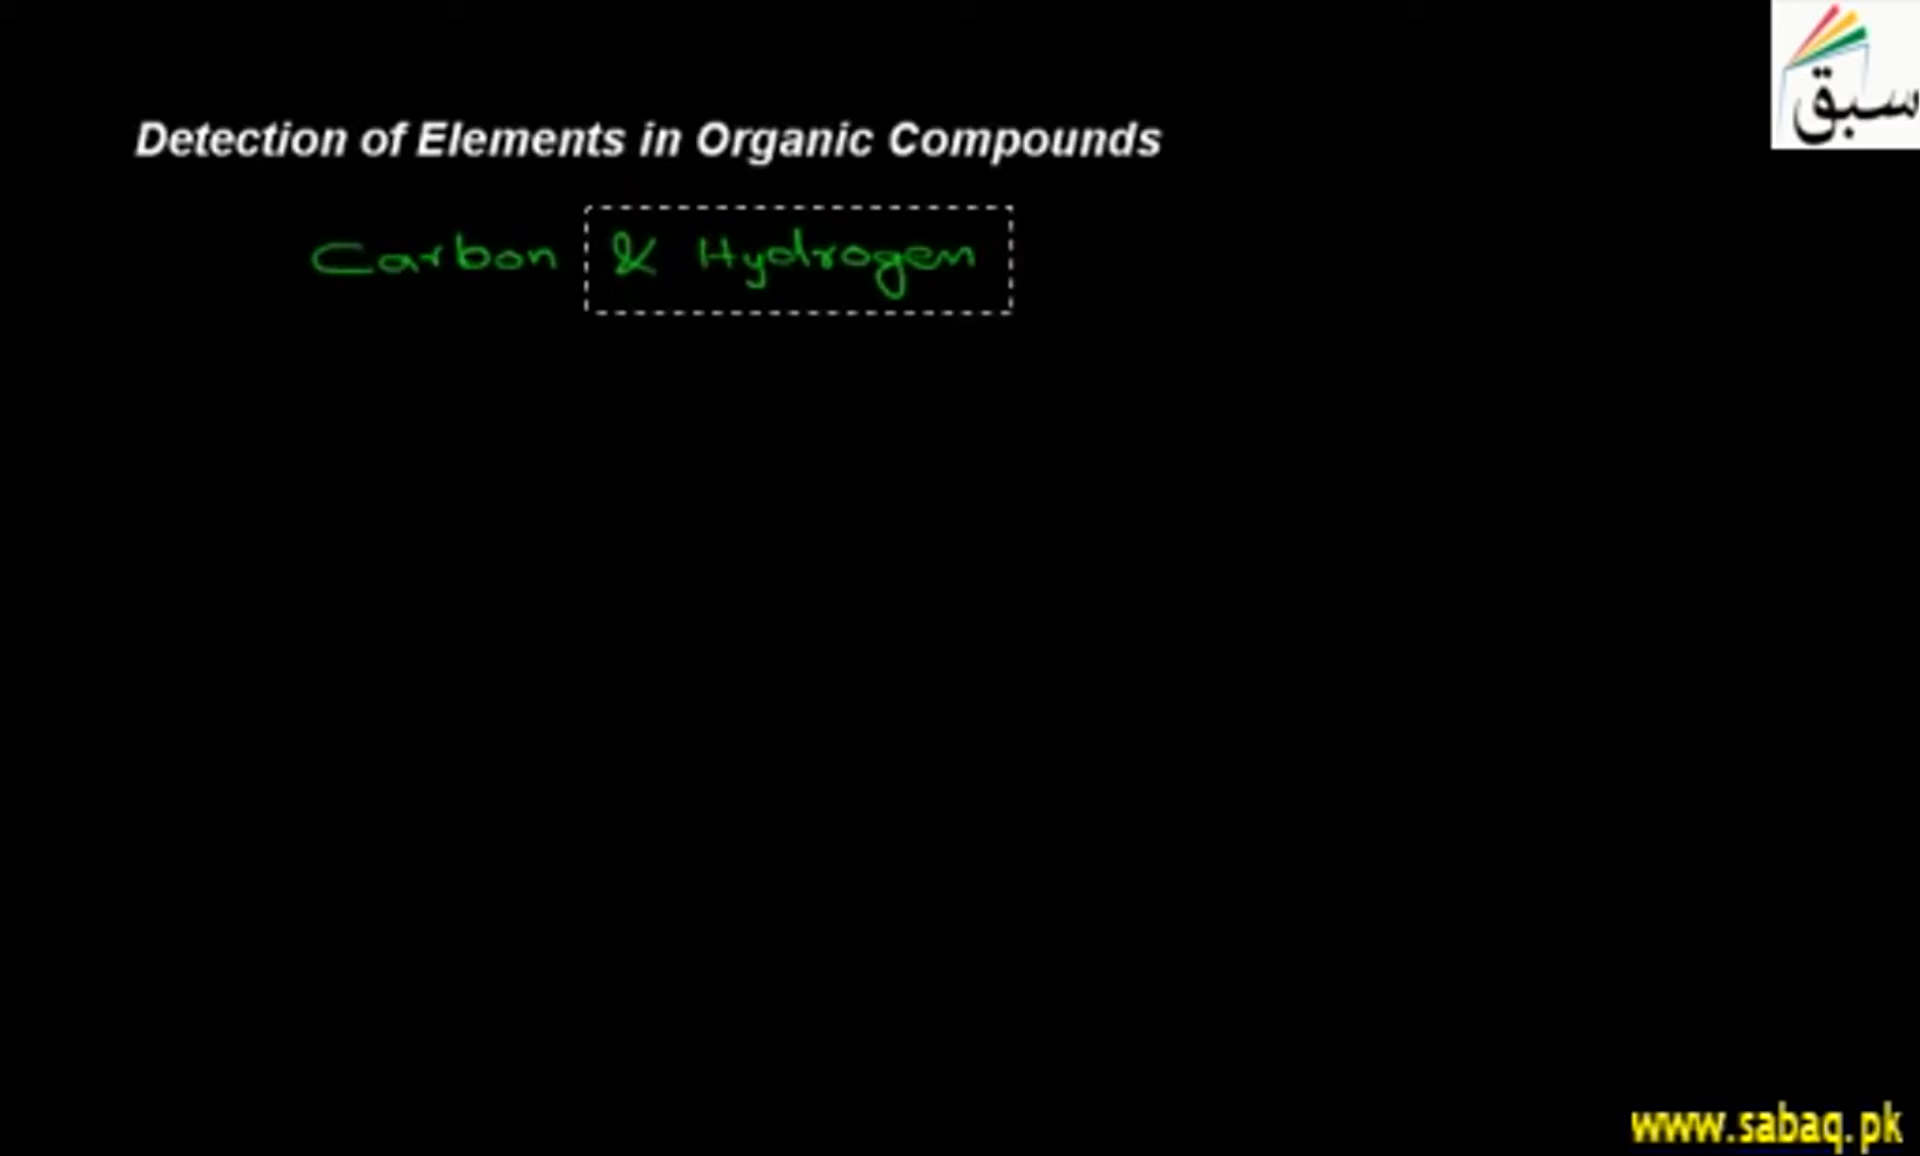 سبق
Detection of Elements in Organic Compounds
Carbon & Hydrogen
www.sabaq.pk